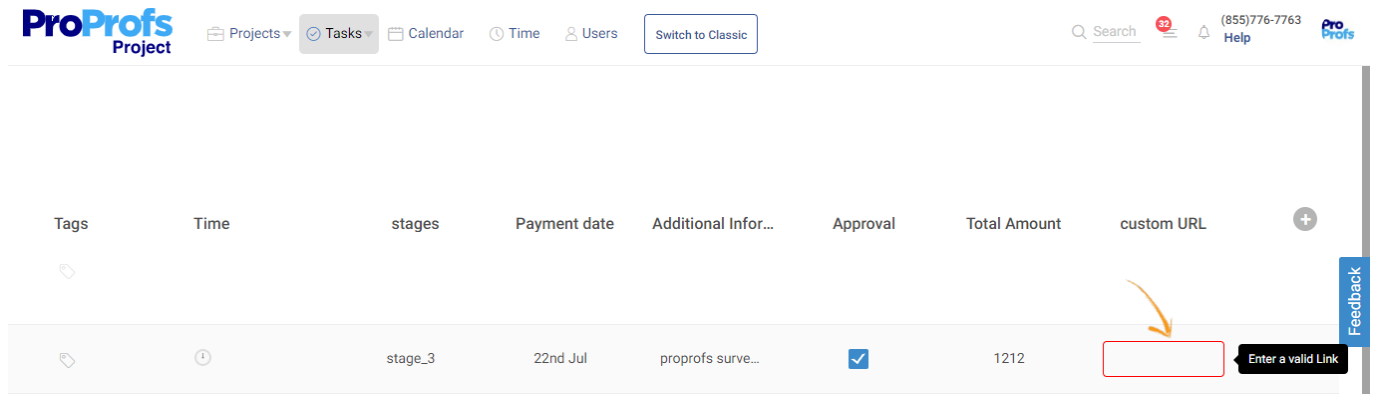 ProProfs
Project
Projects
Tasks
Calendar
Time
Users
Switch to Classic
Search
32
(855)776-7763
Help
Pro
Profs
Tags
Time
stages
Payment date
Additional Infor...
Approval
Total Amount
custom URL
Feedback
stage_3
22nd Jul
proprofs surve...
1212
Enter a valid Link